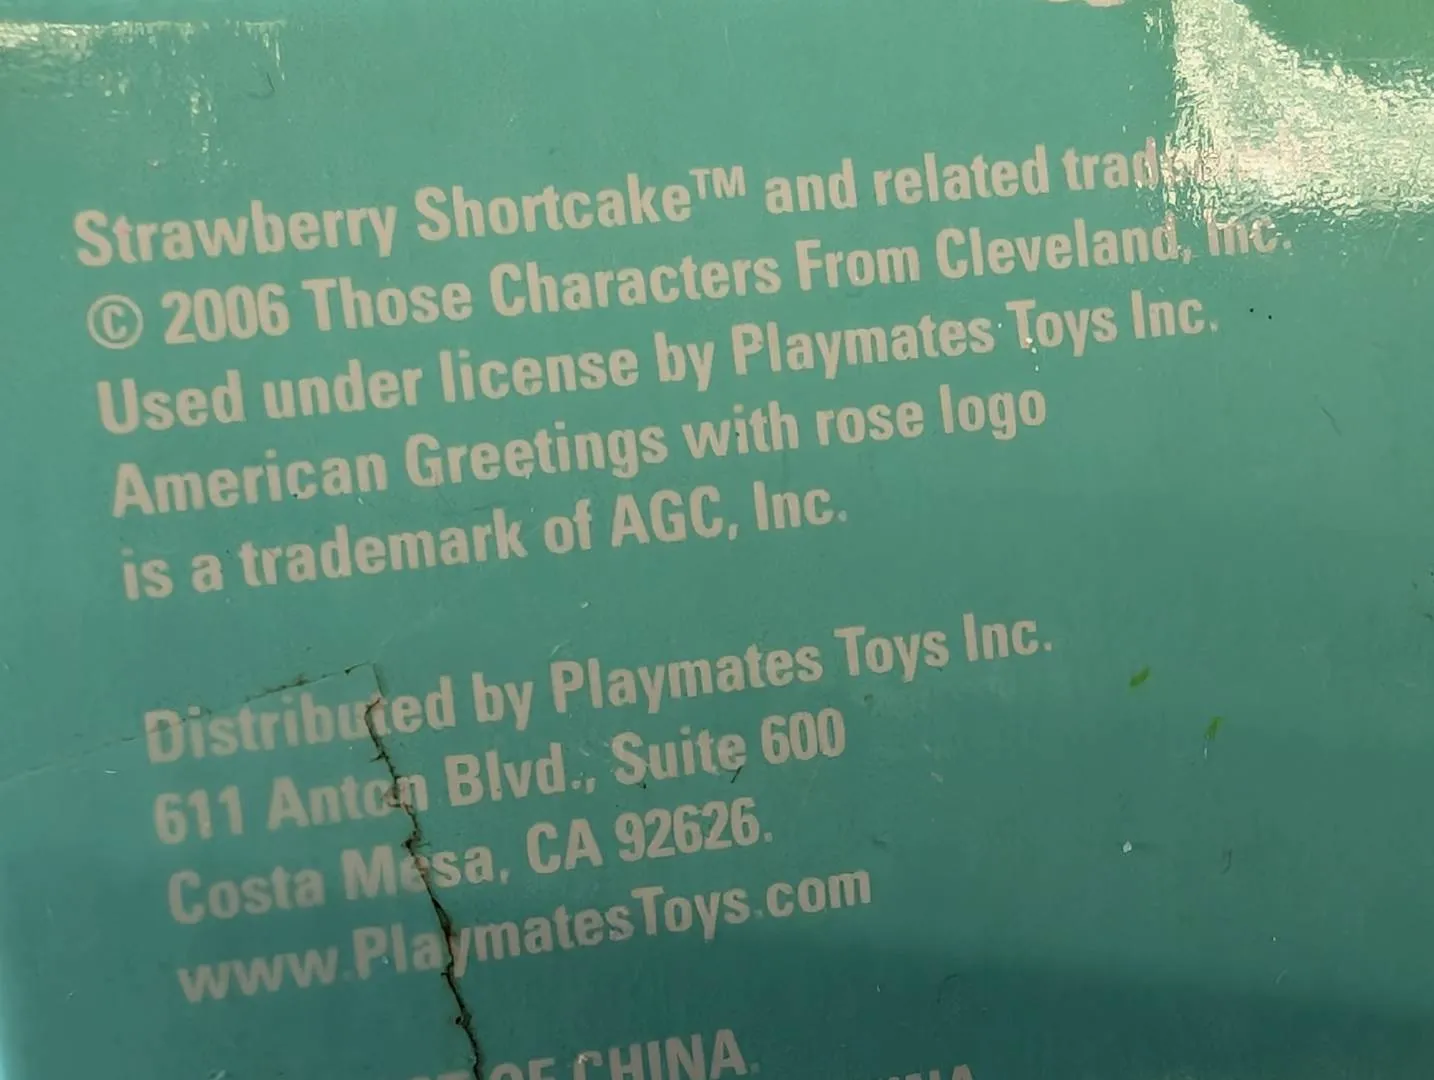 Strawberry Shortcake™ and related trademarks
© 2006 Those Characters From Cleveland, Inc.
Used under license by Playmates Toys Inc.
American Greetings with rose logo
is a trademark of AGC, Inc.
Distributed by Playmates Toys Inc.
611 Anton Blvd., Suite 600
Costa Mesa, CA 92626.
www.PlaymatesToys.com
OF CHINA.